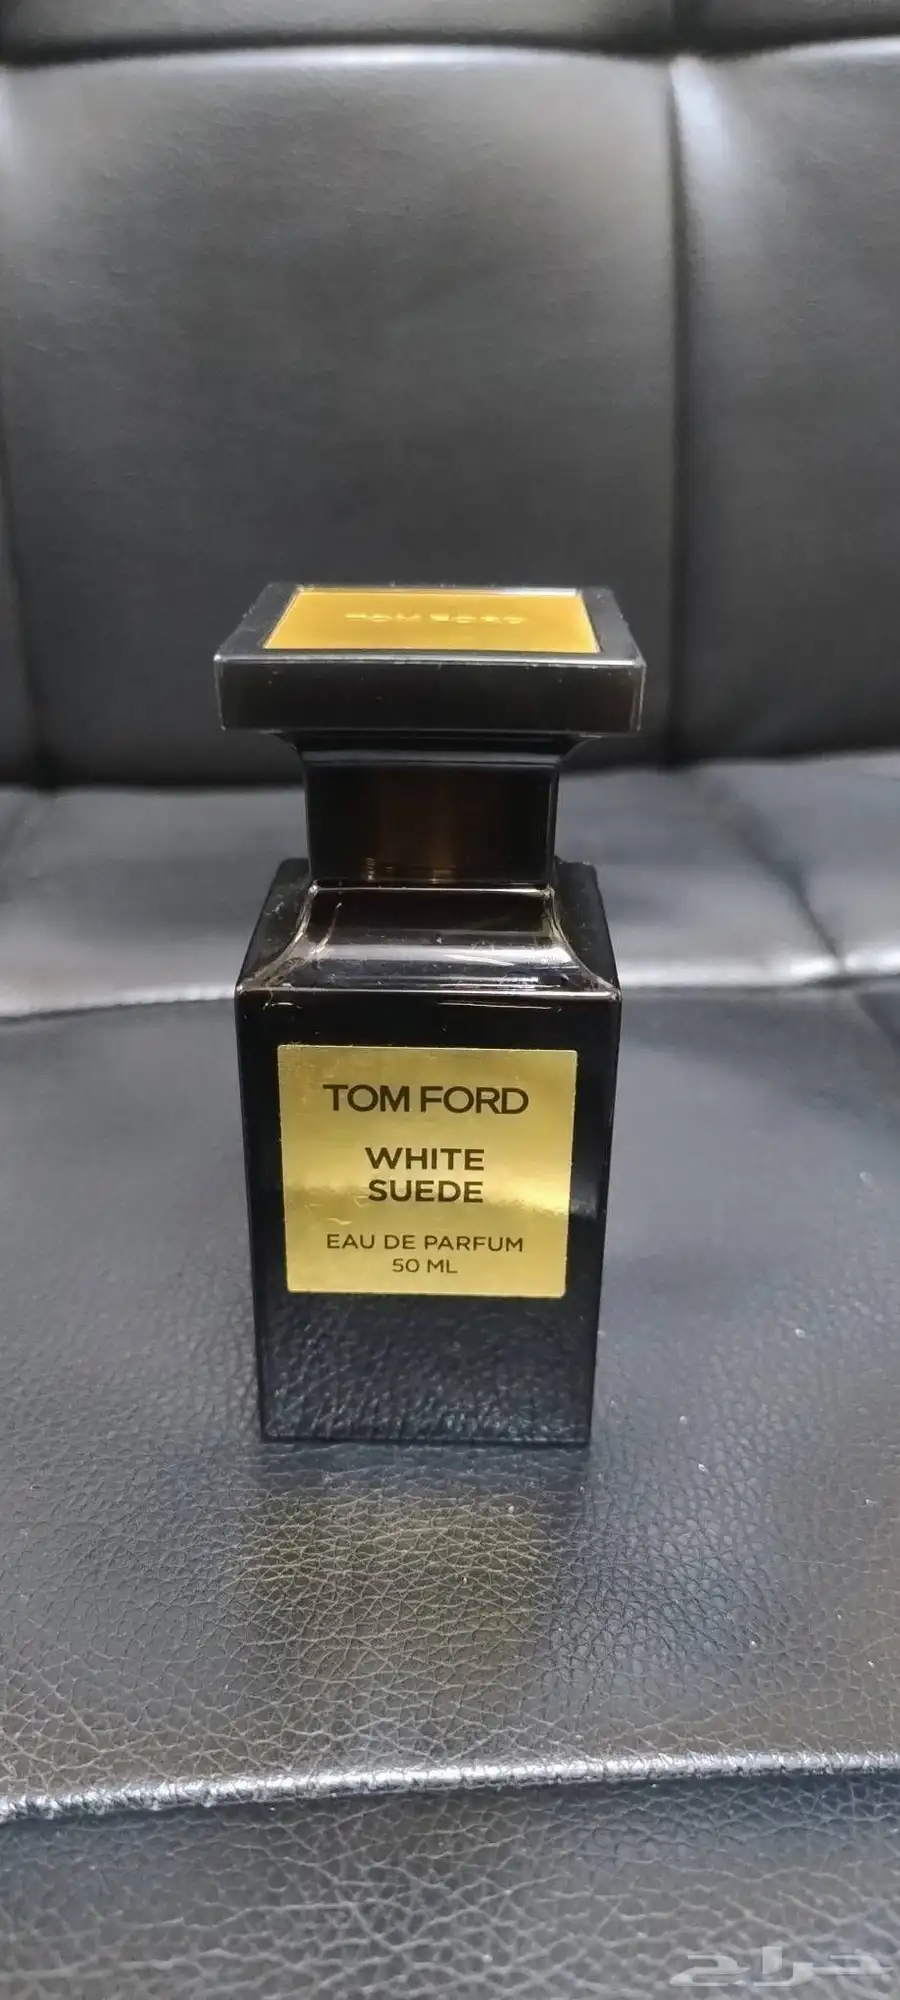 TOM FORD
TOM FORD
WHITE
SUEDE
EAU DE PARFUM
50 ML
حراج